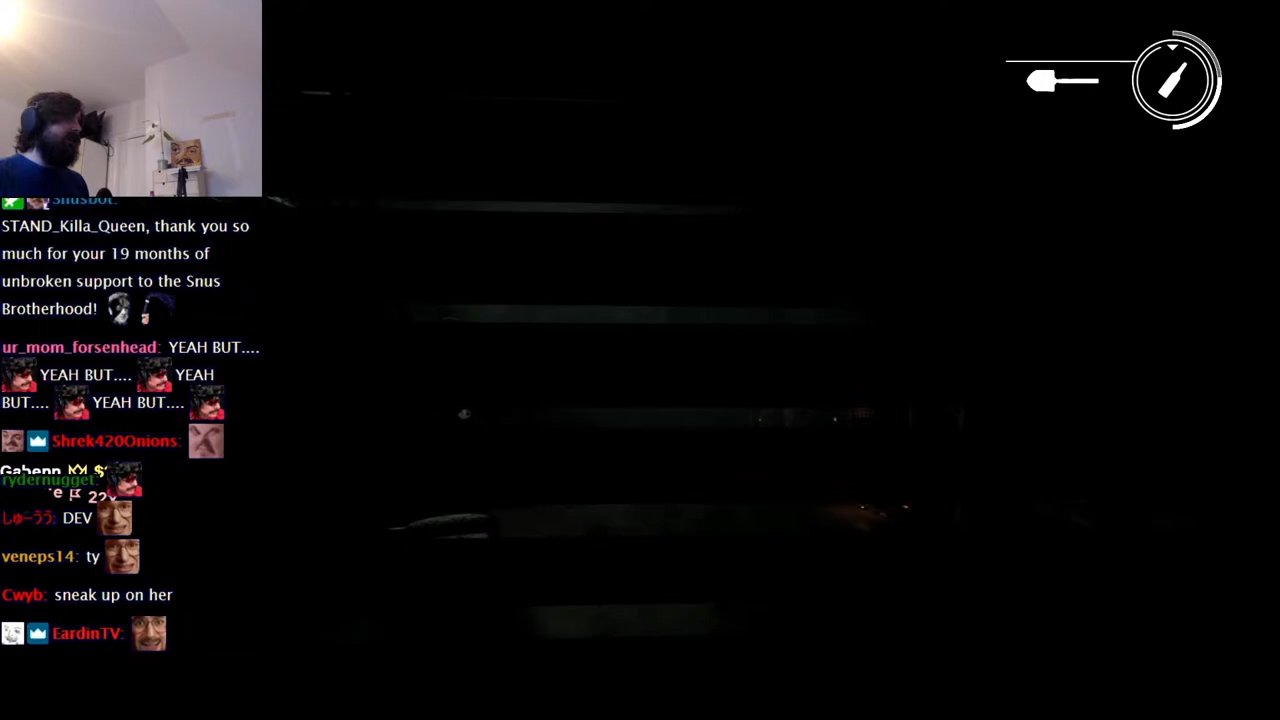 Snusbot:
STAND_Killa_Queen, thank you so
much for your 19 months of
unbroken support to the Snus
Brotherhood!
ur_mom_forsenhead: YEAH BUT....
YEAH BUT.... YEAH
BUT.... YEAH BUT....
Shrek420Onions:
rydernugget:
22
しゅーうう: DEV
veneps14: ty
Cwyb: sneak up on her
EardinTV: